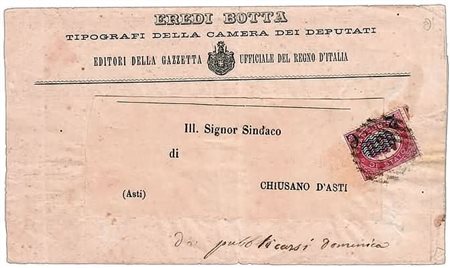 EREDI BOTTA
TIPOGRAFI DELLA CAMERA DEI DEPUTATI
EDITORI DELLA GAZZETTA UFFICIALE DEL REGNO D'ITALIA
Ill. Signor Sindaco
di
(Asti) CHIUSANO D'ASTI
da pubblicarsi domenica